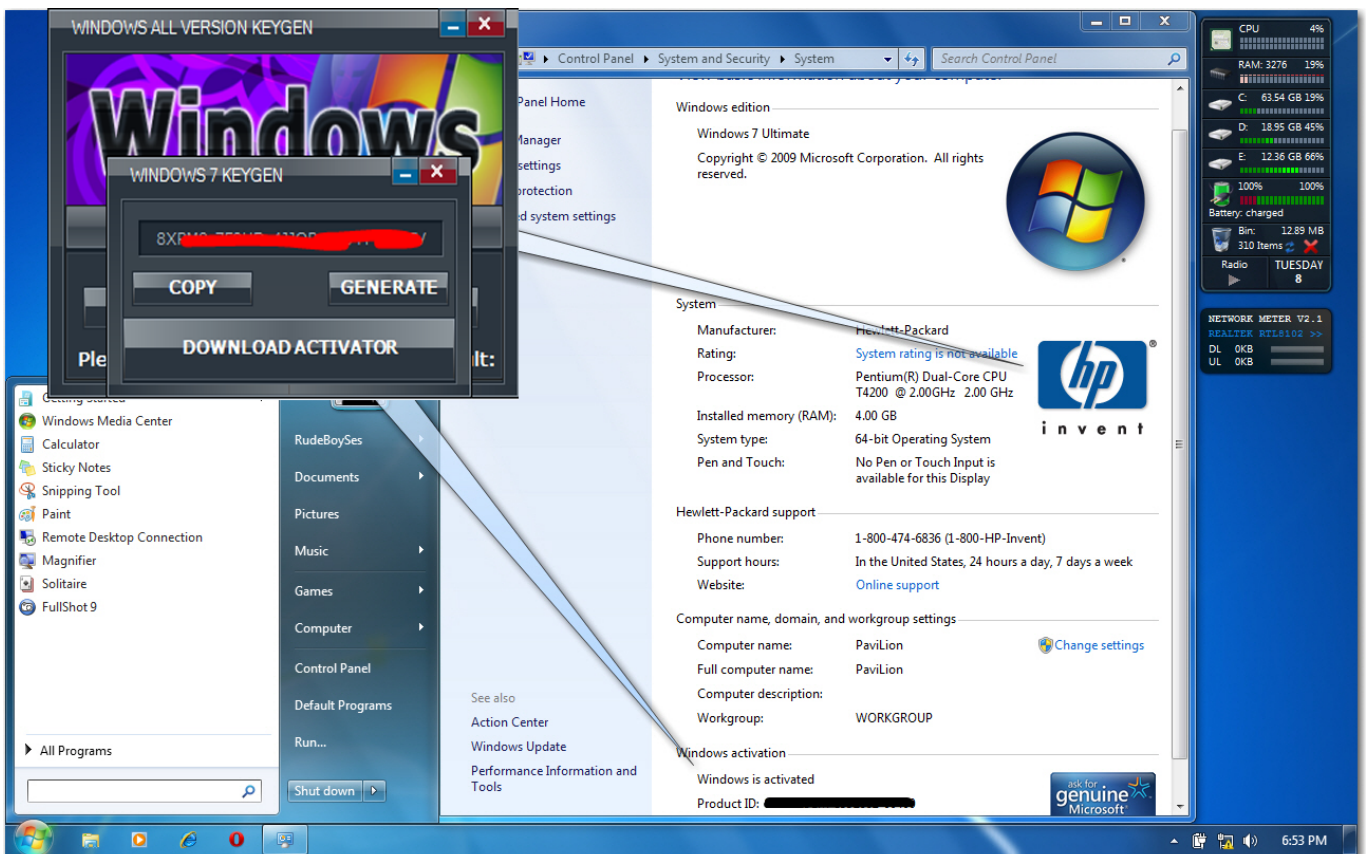 WINDOWS ALL VERSION KEYGEN
Windows
WINDOWS 7 KEYGEN
COPY
GENERATE
DOWNLOAD ACTIVATOR
Ple
lt:
Control Panel
System and Security
System
Search Control Panel
Panel Home
settings
protection
system settings
Windows edition
Windows 7 Ultimate
Copyright © 2009 Microsoft Corporation. All rights
reserved.
System
Manufacturer: Hewlett-Packard
Rating: System rating is not available
Processor: Pentium(R) Dual-Core CPU
T4200 @ 2.00GHz 2.00 GHz
Installed memory (RAM): 4.00 GB
System type: 64-bit Operating System
Pen and Touch: No Pen or Touch Input is
available for this Display
hp
®
invent
Hewlett-Packard support
Phone number: 1-800-474-6836 (1-800-HP-Invent)
Support hours: In the United States, 24 hours a day, 7 days a week
Website: Online support
Computer name, domain, and workgroup settings
Computer name: PaviLion
Change settings
Full computer name: PaviLion
Computer description:
Workgroup: WORKGROUP
Windows activation
Windows is activated
Product ID:
ask for
genuine
Microsoft
See also
Action Center
Windows Update
Performance Information and
Tools
Getting Started
Windows Media Center
Calculator
Sticky Notes
Snipping Tool
Paint
Remote Desktop Connection
Magnifier
Solitaire
FullShot 9
All Programs
RudeBoySes
Documents
Pictures
Music
Games
Computer
Control Panel
Default Programs
Run...
Shut down
CPU 4%
RAM: 3276 19%
C: 63.54 GB 19%
D: 18.95 GB 45%
E: 12.36 GB 66%
100% 100%
Battery: charged
Bin: 12.89 MB
310 Items
Radio
TUESDAY
8
NETWORK METER V2.1
REALTEK RTL8102 >>
DL 0KB
UL 0KB
6:53 PM